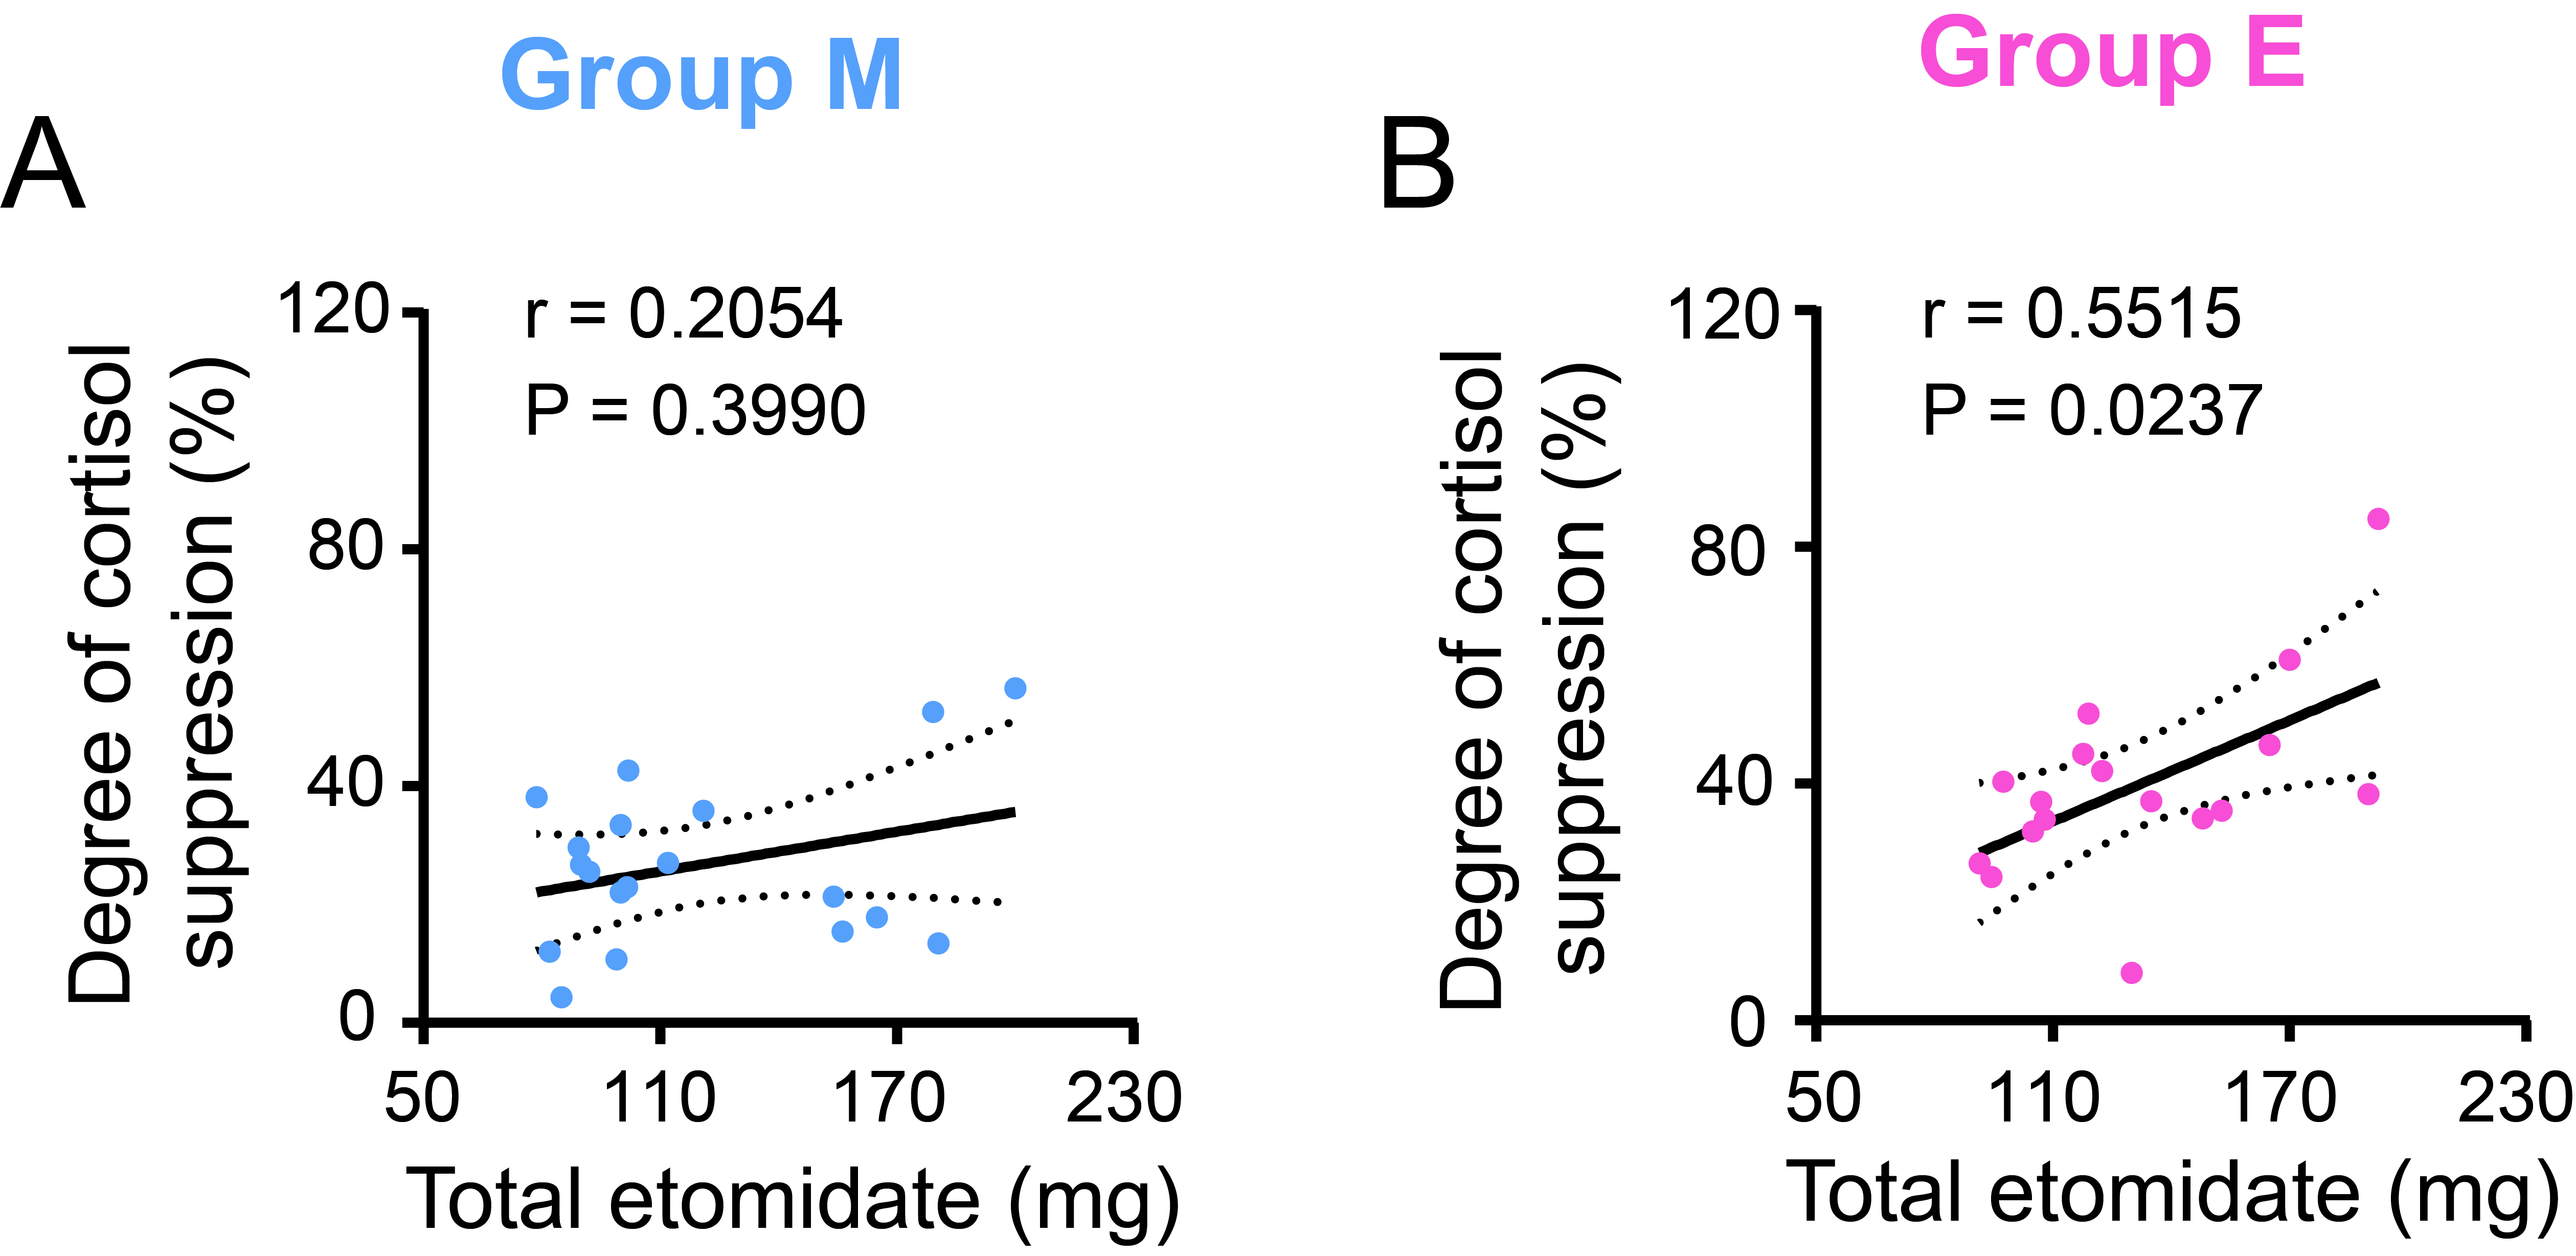 Group M
A
r = 0.2054
P = 0.3990
Degree of cortisol
suppression (%)
120
80
40
0
50 110 170 230
Total etomidate (mg)
Group E
B
r = 0.5515
P = 0.0237
Degree of cortisol
suppression (%)
120
80
40
0
50 110 170 230
Total etomidate (mg)